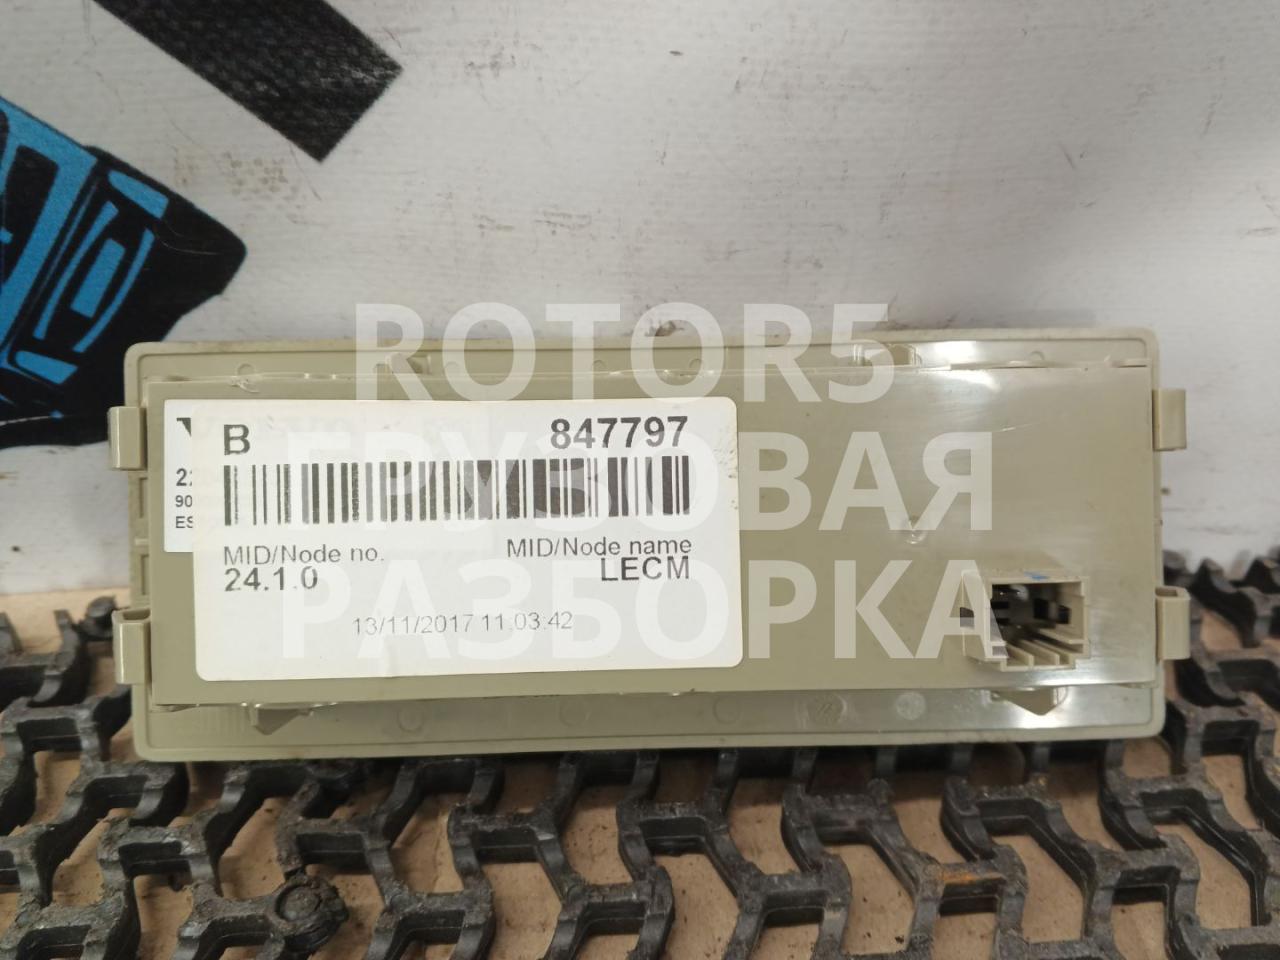 ROTOR5
ГРУЗОВАЯ
РАЗБОРКА
B 847797
MID/Node no. MID/Node name
24.1.0 LECM
13/11/2017 11:03:42